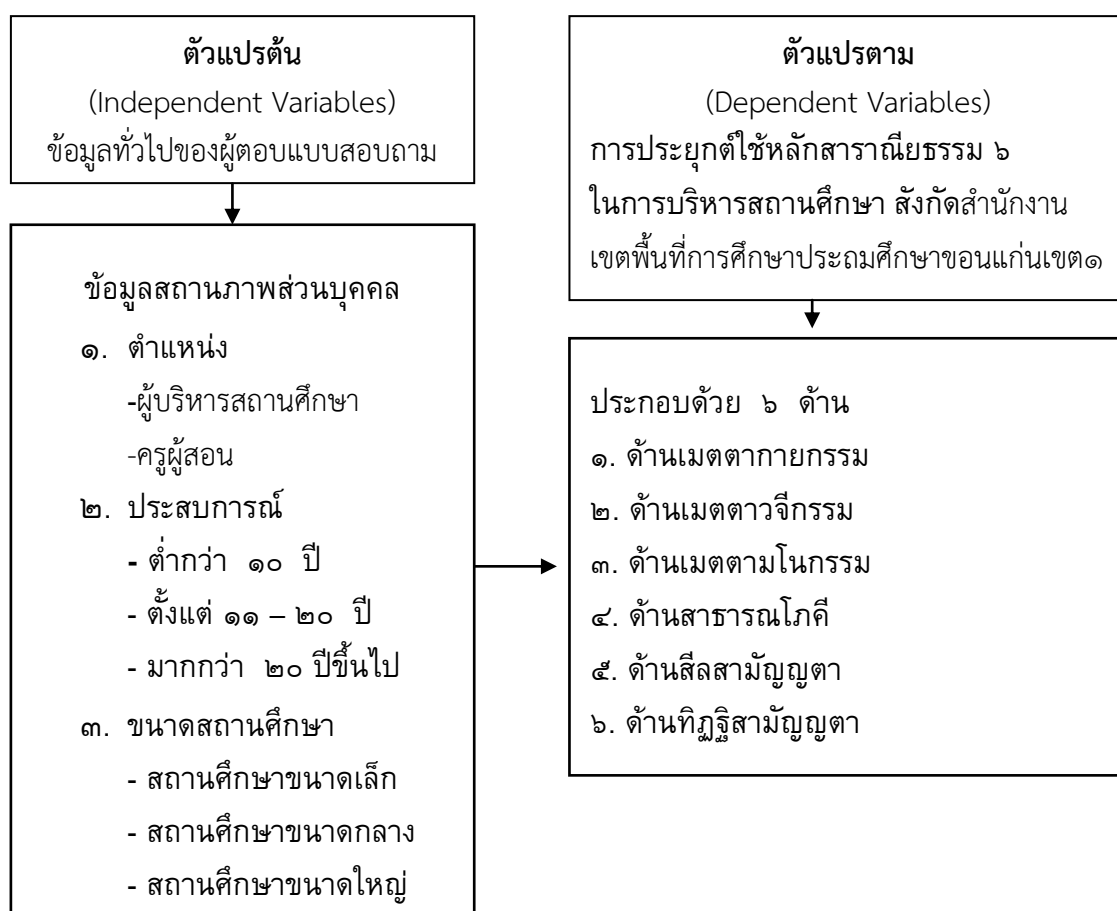 ตัวแปรต้น
(Independent Variables)
ข้อมูลทั่วไปของผู้ตอบแบบสอบถาม
ข้อมูลสถานภาพส่วนบุคคล
๑. ตำแหน่ง
-ผู้บริหารสถานศึกษา
-ครูผู้สอน
๒. ประสบการณ์
- ต่ำกว่า ๑๐ ปี
- ตั้งแต่ ๑๑ – ๒๐ ปี
- มากกว่า ๒๐ ปีขึ้นไป
๓. ขนาดสถานศึกษา
- สถานศึกษาขนาดเล็ก
- สถานศึกษาขนาดกลาง
- สถานศึกษาขนาดใหญ่
ตัวแปรตาม
(Dependent Variables)
การประยุกต์ใช้หลักสาราณียธรรม ๖
ในการบริหารสถานศึกษา สังกัดสำนักงาน
เขตพื้นที่การศึกษาประถมศึกษาขอนแก่นเขต๑
ประกอบด้วย ๖ ด้าน
๑. ด้านเมตตากายกรรม
๒. ด้านเมตตาวจีกรรม
๓. ด้านเมตตามโนกรรม
๔. ด้านสาธารณโภคี
๕. ด้านสีลสามัญญตา
๖. ด้านทิฏฐิสามัญญตา